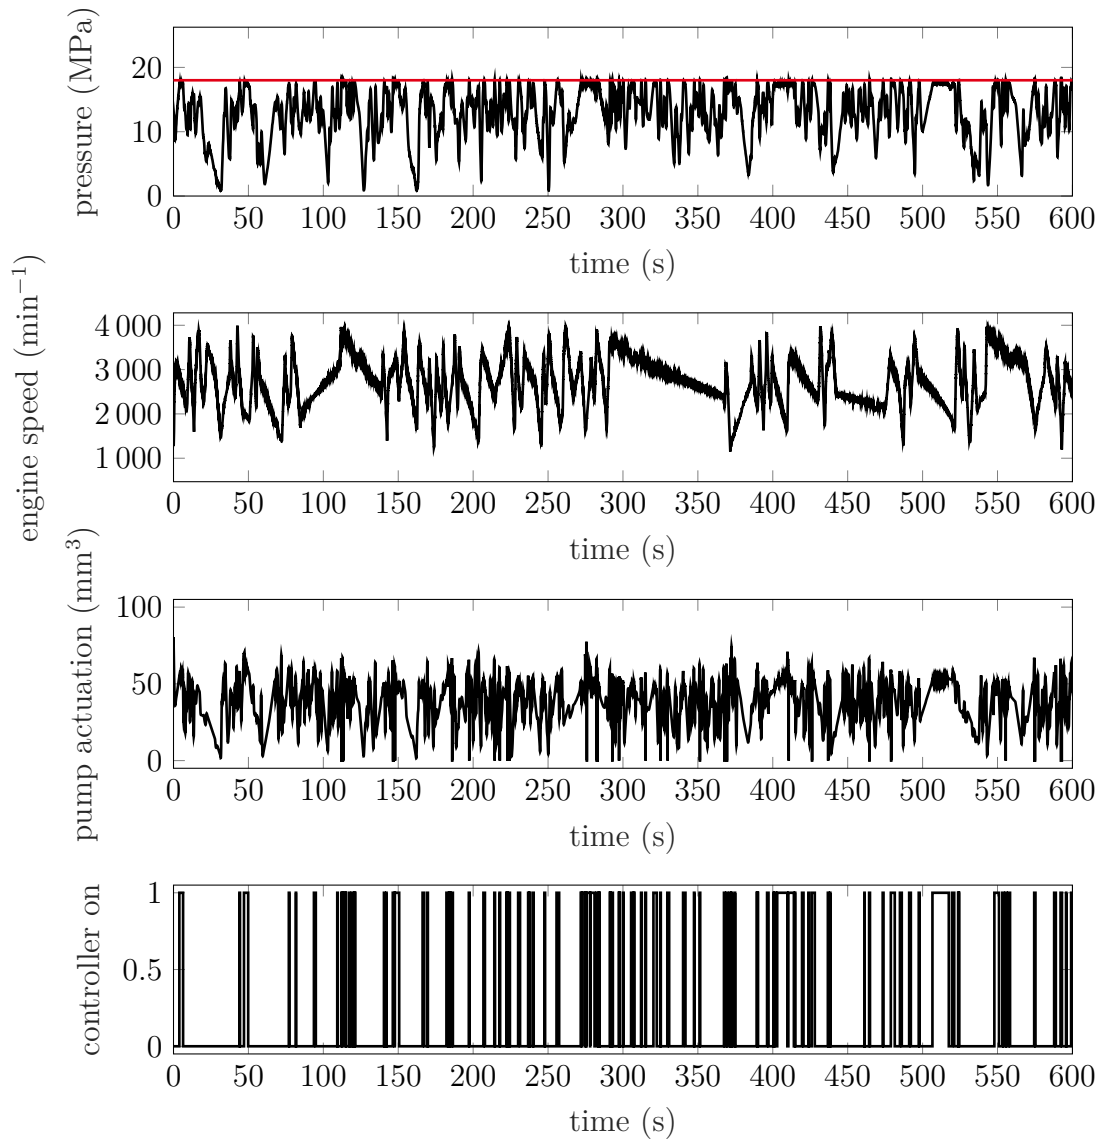 pressure (MPa)
20
10
0
0 50 100 150 200 250 300 350 400 450 500 550 600
time (s)
engine speed (min⁻¹)
4 000
3 000
2 000
1 000
0 50 100 150 200 250 300 350 400 450 500 550 600
time (s)
pump actuation (mm³)
100
50
0
0 50 100 150 200 250 300 350 400 450 500 550 600
time (s)
controller on
1
0.5
0
0 50 100 150 200 250 300 350 400 450 500 550 600
time (s)